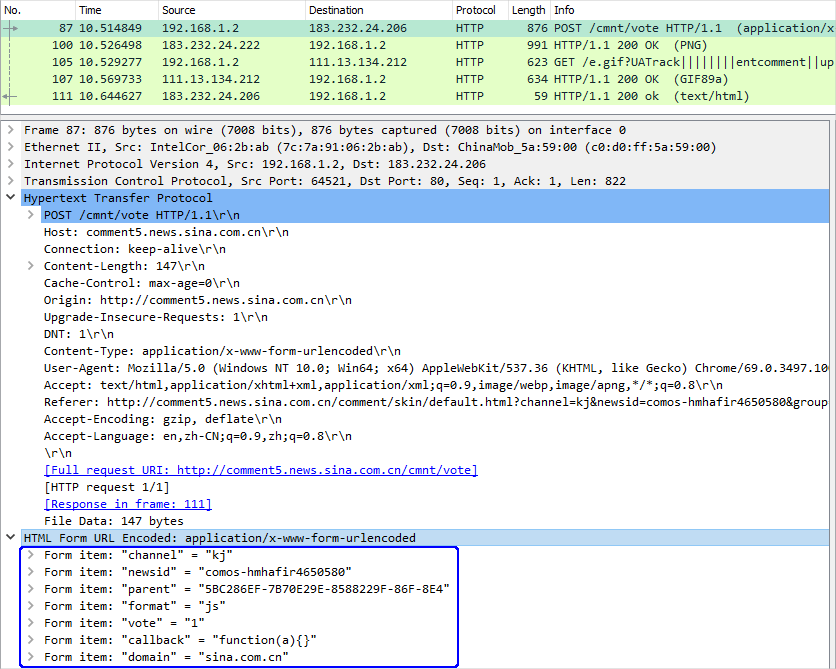 No. Time Source Destination Protocol Length Info
87 10.514849 192.168.1.2 183.232.24.206 HTTP 876 POST /cmnt/vote HTTP/1.1  (application/x
100 10.526498 183.232.24.222 192.168.1.2 HTTP 991 HTTP/1.1 200 OK  (PNG)
105 10.529277 192.168.1.2 111.13.134.212 HTTP 623 GET /e.gif?UATrack||||||||entcomment||up
107 10.569733 111.13.134.212 192.168.1.2 HTTP 634 HTTP/1.1 200 ok  (GIF89a)
111 10.644627 183.232.24.206 192.168.1.2 HTTP 59 HTTP/1.1 200 ok  (text/html)
Frame 87: 876 bytes on wire (7008 bits), 876 bytes captured (7008 bits) on interface 0
Ethernet II, Src: IntelCor_06:2b:ab (7c:7a:91:06:2b:ab), Dst: ChinaMob_5a:59:00 (c0:d0:ff:5a:59:00)
Internet Protocol Version 4, Src: 192.168.1.2, Dst: 183.232.24.206
Transmission Control Protocol, Src Port: 64521, Dst Port: 80, Seq: 1, Ack: 1, Len: 822
Hypertext Transfer Protocol
POST /cmnt/vote HTTP/1.1\r\n
Host: comment5.news.sina.com.cn\r\n
Connection: keep-alive\r\n
Content-Length: 147\r\n
Cache-Control: max-age=0\r\n
Origin: http://comment5.news.sina.com.cn\r\n
Upgrade-Insecure-Requests: 1\r\n
DNT: 1\r\n
Content-Type: application/x-www-form-urlencoded\r\n
User-Agent: Mozilla/5.0 (Windows NT 10.0; Win64; x64) AppleWebKit/537.36 (KHTML, like Gecko) Chrome/69.0.3497.10
Accept: text/html,application/xhtml+xml,application/xml;q=0.9,image/webp,image/apng,*/*;q=0.8\r\n
Referer: http://comment5.news.sina.com.cn/comment/skin/default.html?channel=kj&newsid=comos-hmhafir4650580&group
Accept-Encoding: gzip, deflate\r\n
Accept-Language: en,zh-CN;q=0.9,zh;q=0.8\r\n
\r\n
[Full request URI: http://comment5.news.sina.com.cn/cmnt/vote]
[HTTP request 1/1]
[Response in frame: 111]
File Data: 147 bytes
HTML Form URL Encoded: application/x-www-form-urlencoded
Form item: "channel" = "kj"
Form item: "newsid" = "comos-hmhafir4650580"
Form item: "parent" = "5BC286EF-7B70E29E-8588229F-86F-8E4"
Form item: "format" = "js"
Form item: "vote" = "1"
Form item: "callback" = "function(a){}"
Form item: "domain" = "sina.com.cn"